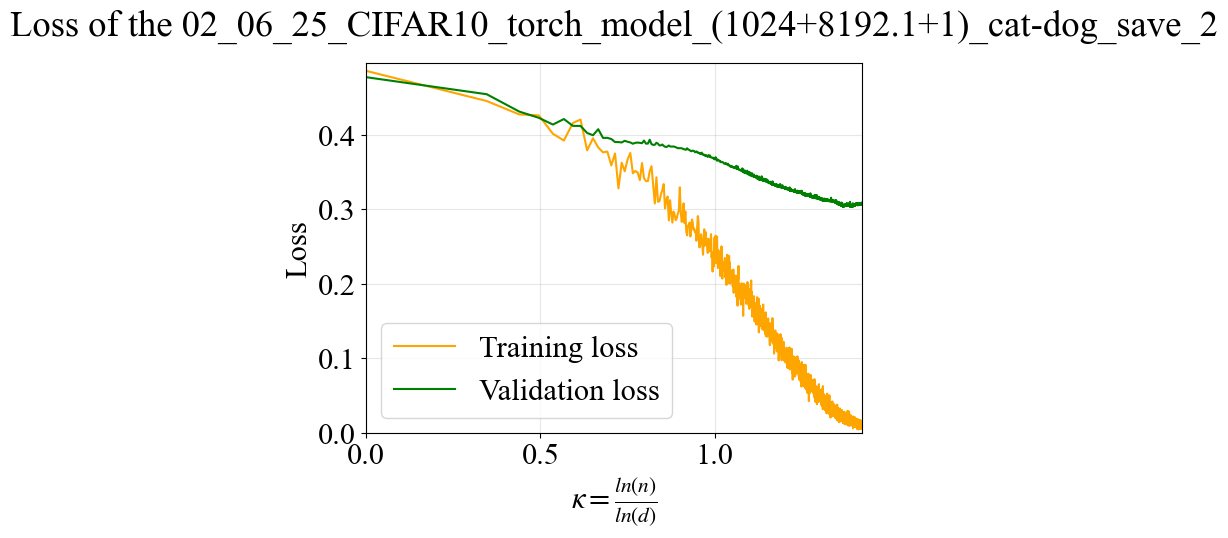 Loss of the 02_06_25_CIFAR10_torch_model_(1024+8192.1+1)_cat-dog_save_2
0.4
0.3
0.2
0.1
0.0
Loss
Training loss
Validation loss
0.0 0.5 1.0
κ = ln(n)/ln(d)